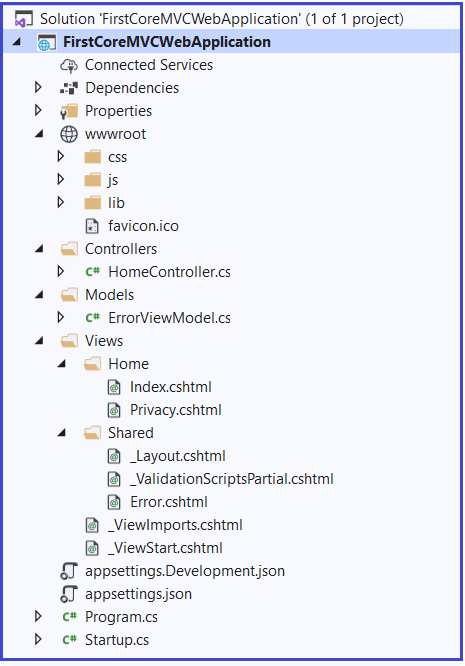 Solution 'FirstCoreMVCWebApplication' (1 of 1 project)
FirstCoreMVCWebApplication
Connected Services
Dependencies
Properties
wwwroot
css
js
lib
favicon.ico
Controllers
C# HomeController.cs
Models
C# ErrorViewModel.cs
Views
Home
Index.cshtml
Privacy.cshtml
Shared
_Layout.cshtml
_ValidationScriptsPartial.cshtml
Error.cshtml
_ViewImports.cshtml
_ViewStart.cshtml
appsettings.Development.json
appsettings.json
C# Program.cs
C# Startup.cs